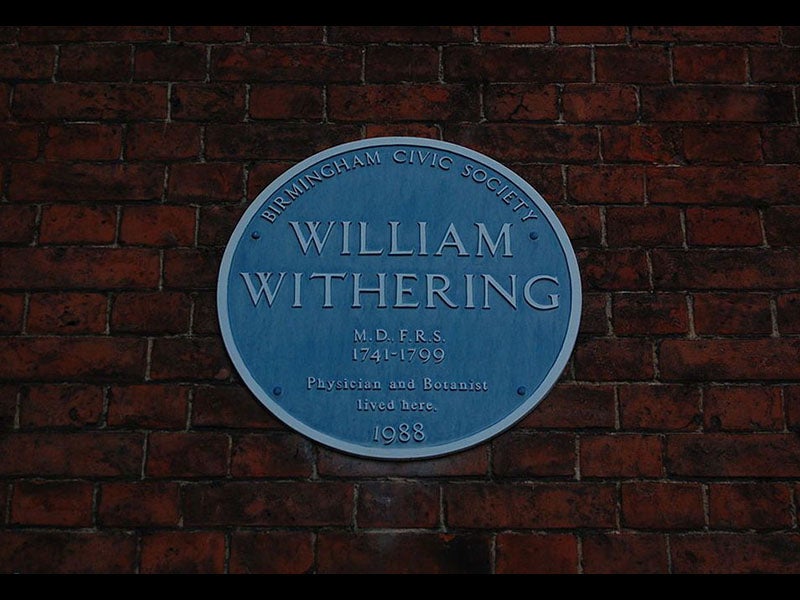 BIRMINGHAM CIVIC SOCIETY
WILLIAM
WITHERING
M.D., F.R.S.
1741-1799
Physician and Botanist
lived here.
1988